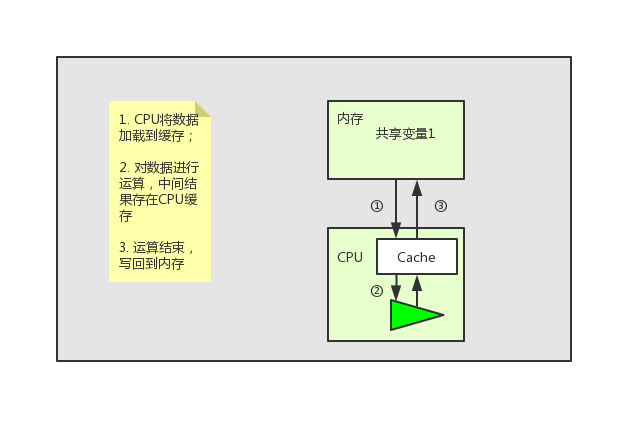 1. CPU将数据
加载到缓存；
2. 对数据进行
运算，中间结
果存在CPU缓
存
3. 运算结束，
写回到内存
内存
共享变量1
①
③
CPU
Cache
②